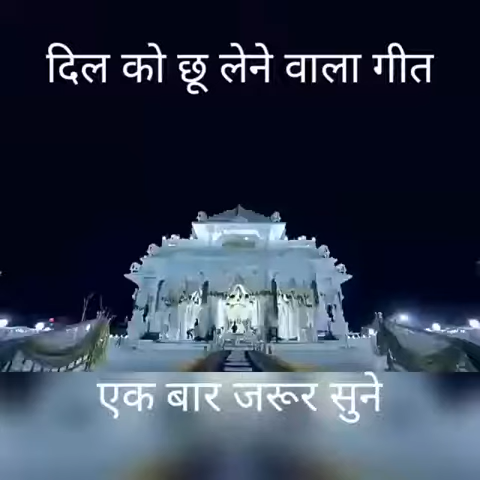 दिल को छू लेने वाला गीत
एक बार जरूर सुने